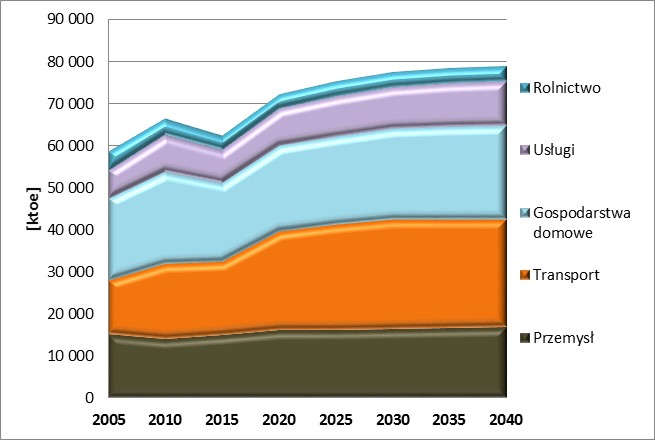 90 000
80 000
70 000
60 000
50 000
40 000
30 000
20 000
10 000
0
[ktoe]
2005 2010 2015 2020 2025 2030 2035 2040
Rolnictwo
Usługi
Gospodarstwa
domowe
Transport
Przemysł